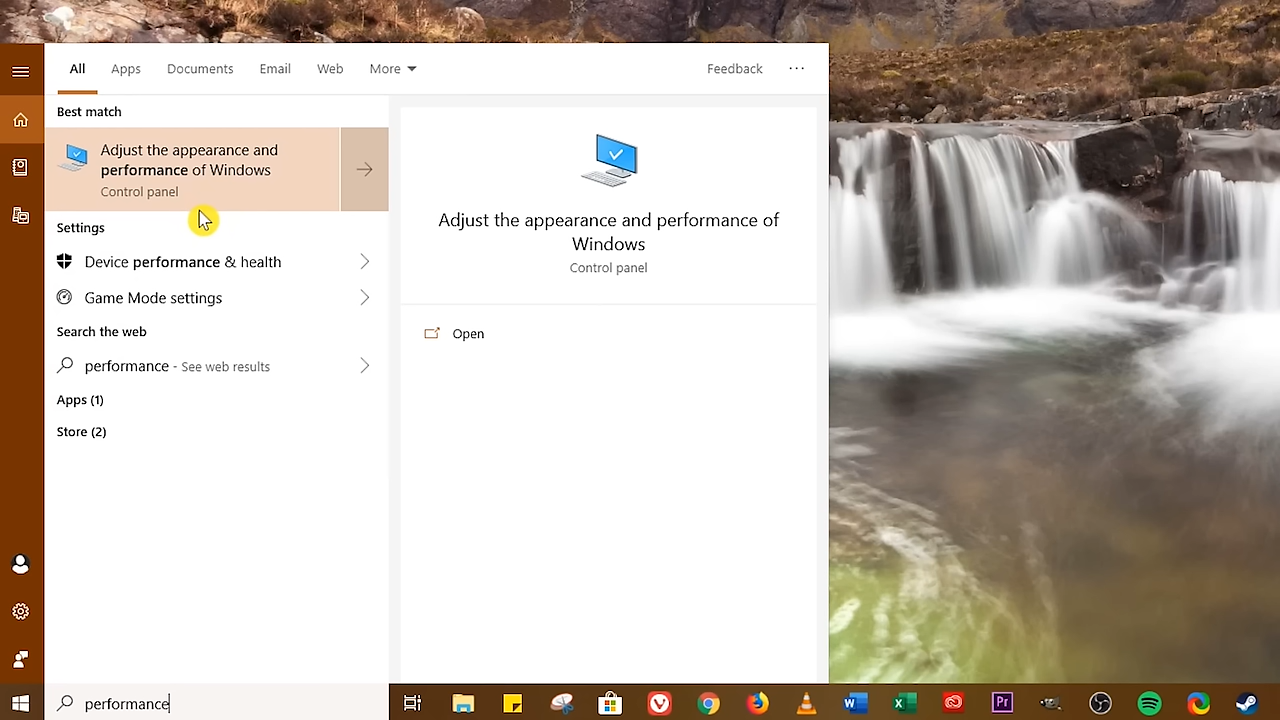 All Apps Documents Email Web More Feedback ...
Best match
Adjust the appearance and
performance of Windows
Control panel
Settings
Device performance & health
Game Mode settings
Search the web
performance - See web results
Apps (1)
Store (2)
Adjust the appearance and performance of
Windows
Control panel
Open
performance
W X Pr